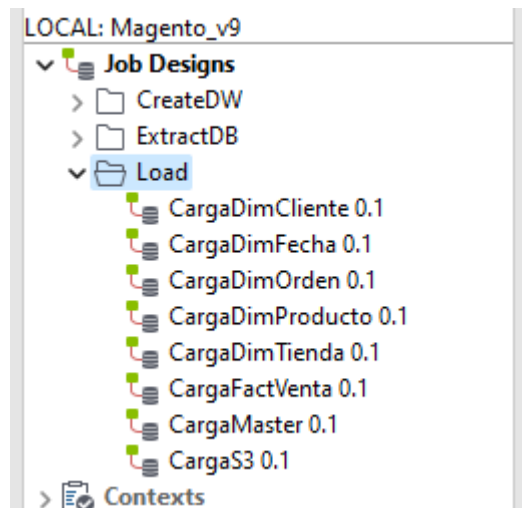 LOCAL: Magento_v9
Job Designs
CreateDW
ExtractDB
Load
CargaDimCliente 0.1
CargaDimFecha 0.1
CargaDimOrden 0.1
CargaDimProducto 0.1
CargaDimTienda 0.1
CargaFactVenta 0.1
CargaMaster 0.1
CargaS3 0.1
Contexts